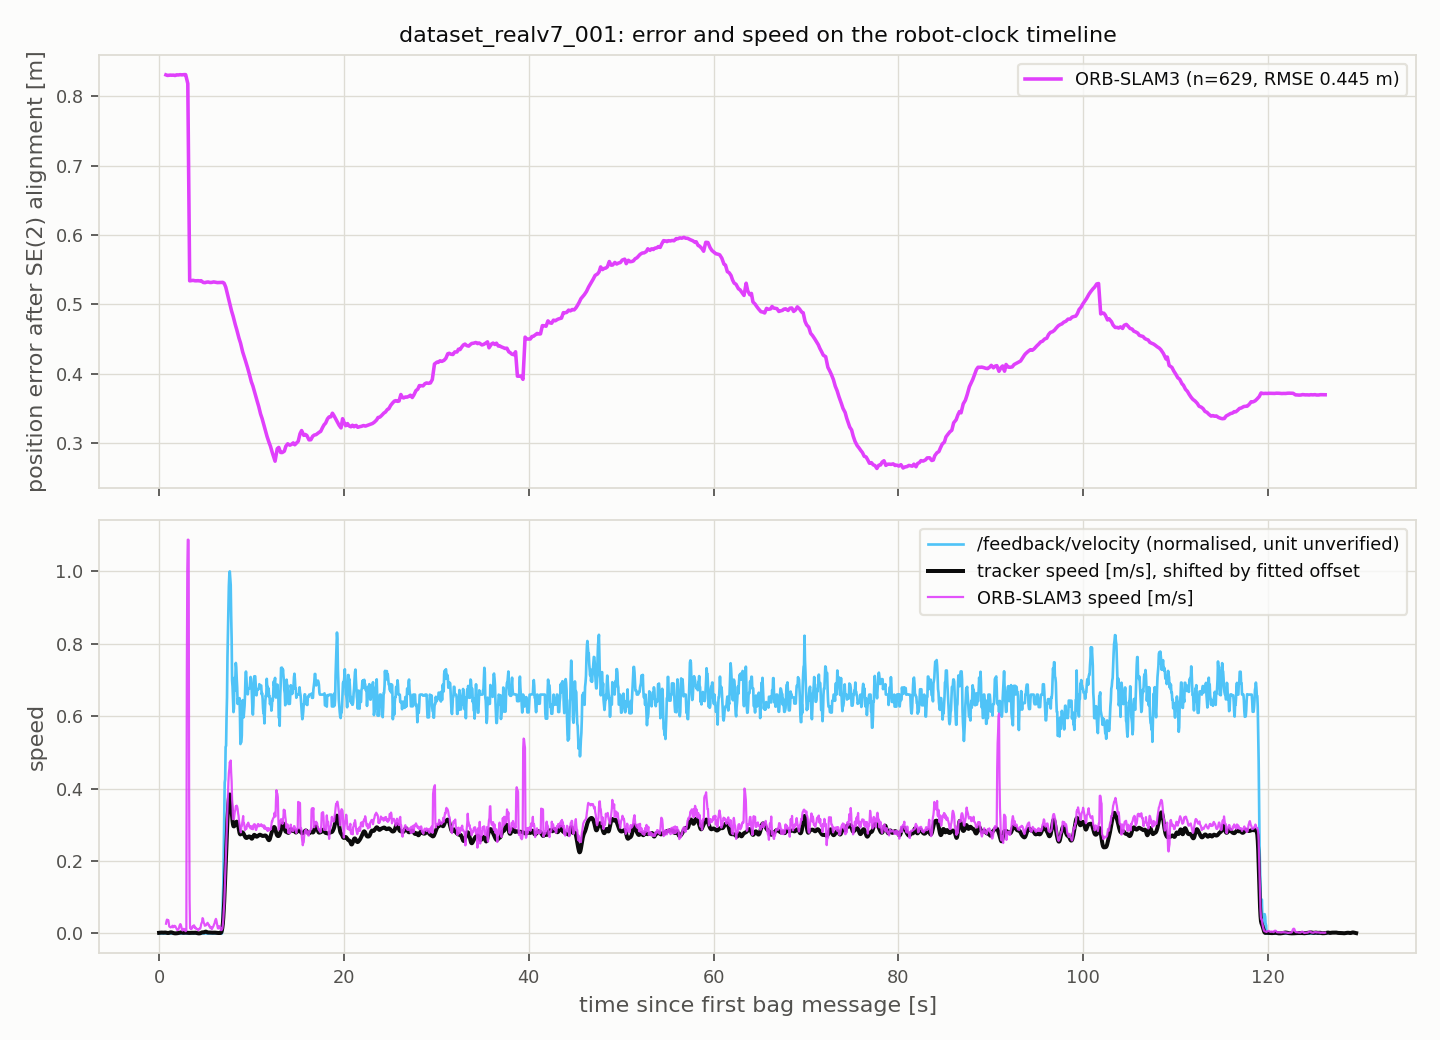 dataset_realv7_001: error and speed on the robot-clock timeline
position error after SE(2) alignment [m]
0.8
0.7
0.6
0.5
0.4
0.3
ORB-SLAM3 (n=629, RMSE 0.445 m)
speed
1.0
0.8
0.6
0.4
0.2
0.0
/feedback/velocity (normalised, unit unverified)
tracker speed [m/s], shifted by fitted offset
ORB-SLAM3 speed [m/s]
0 20 40 60 80 100 120
time since first bag message [s]